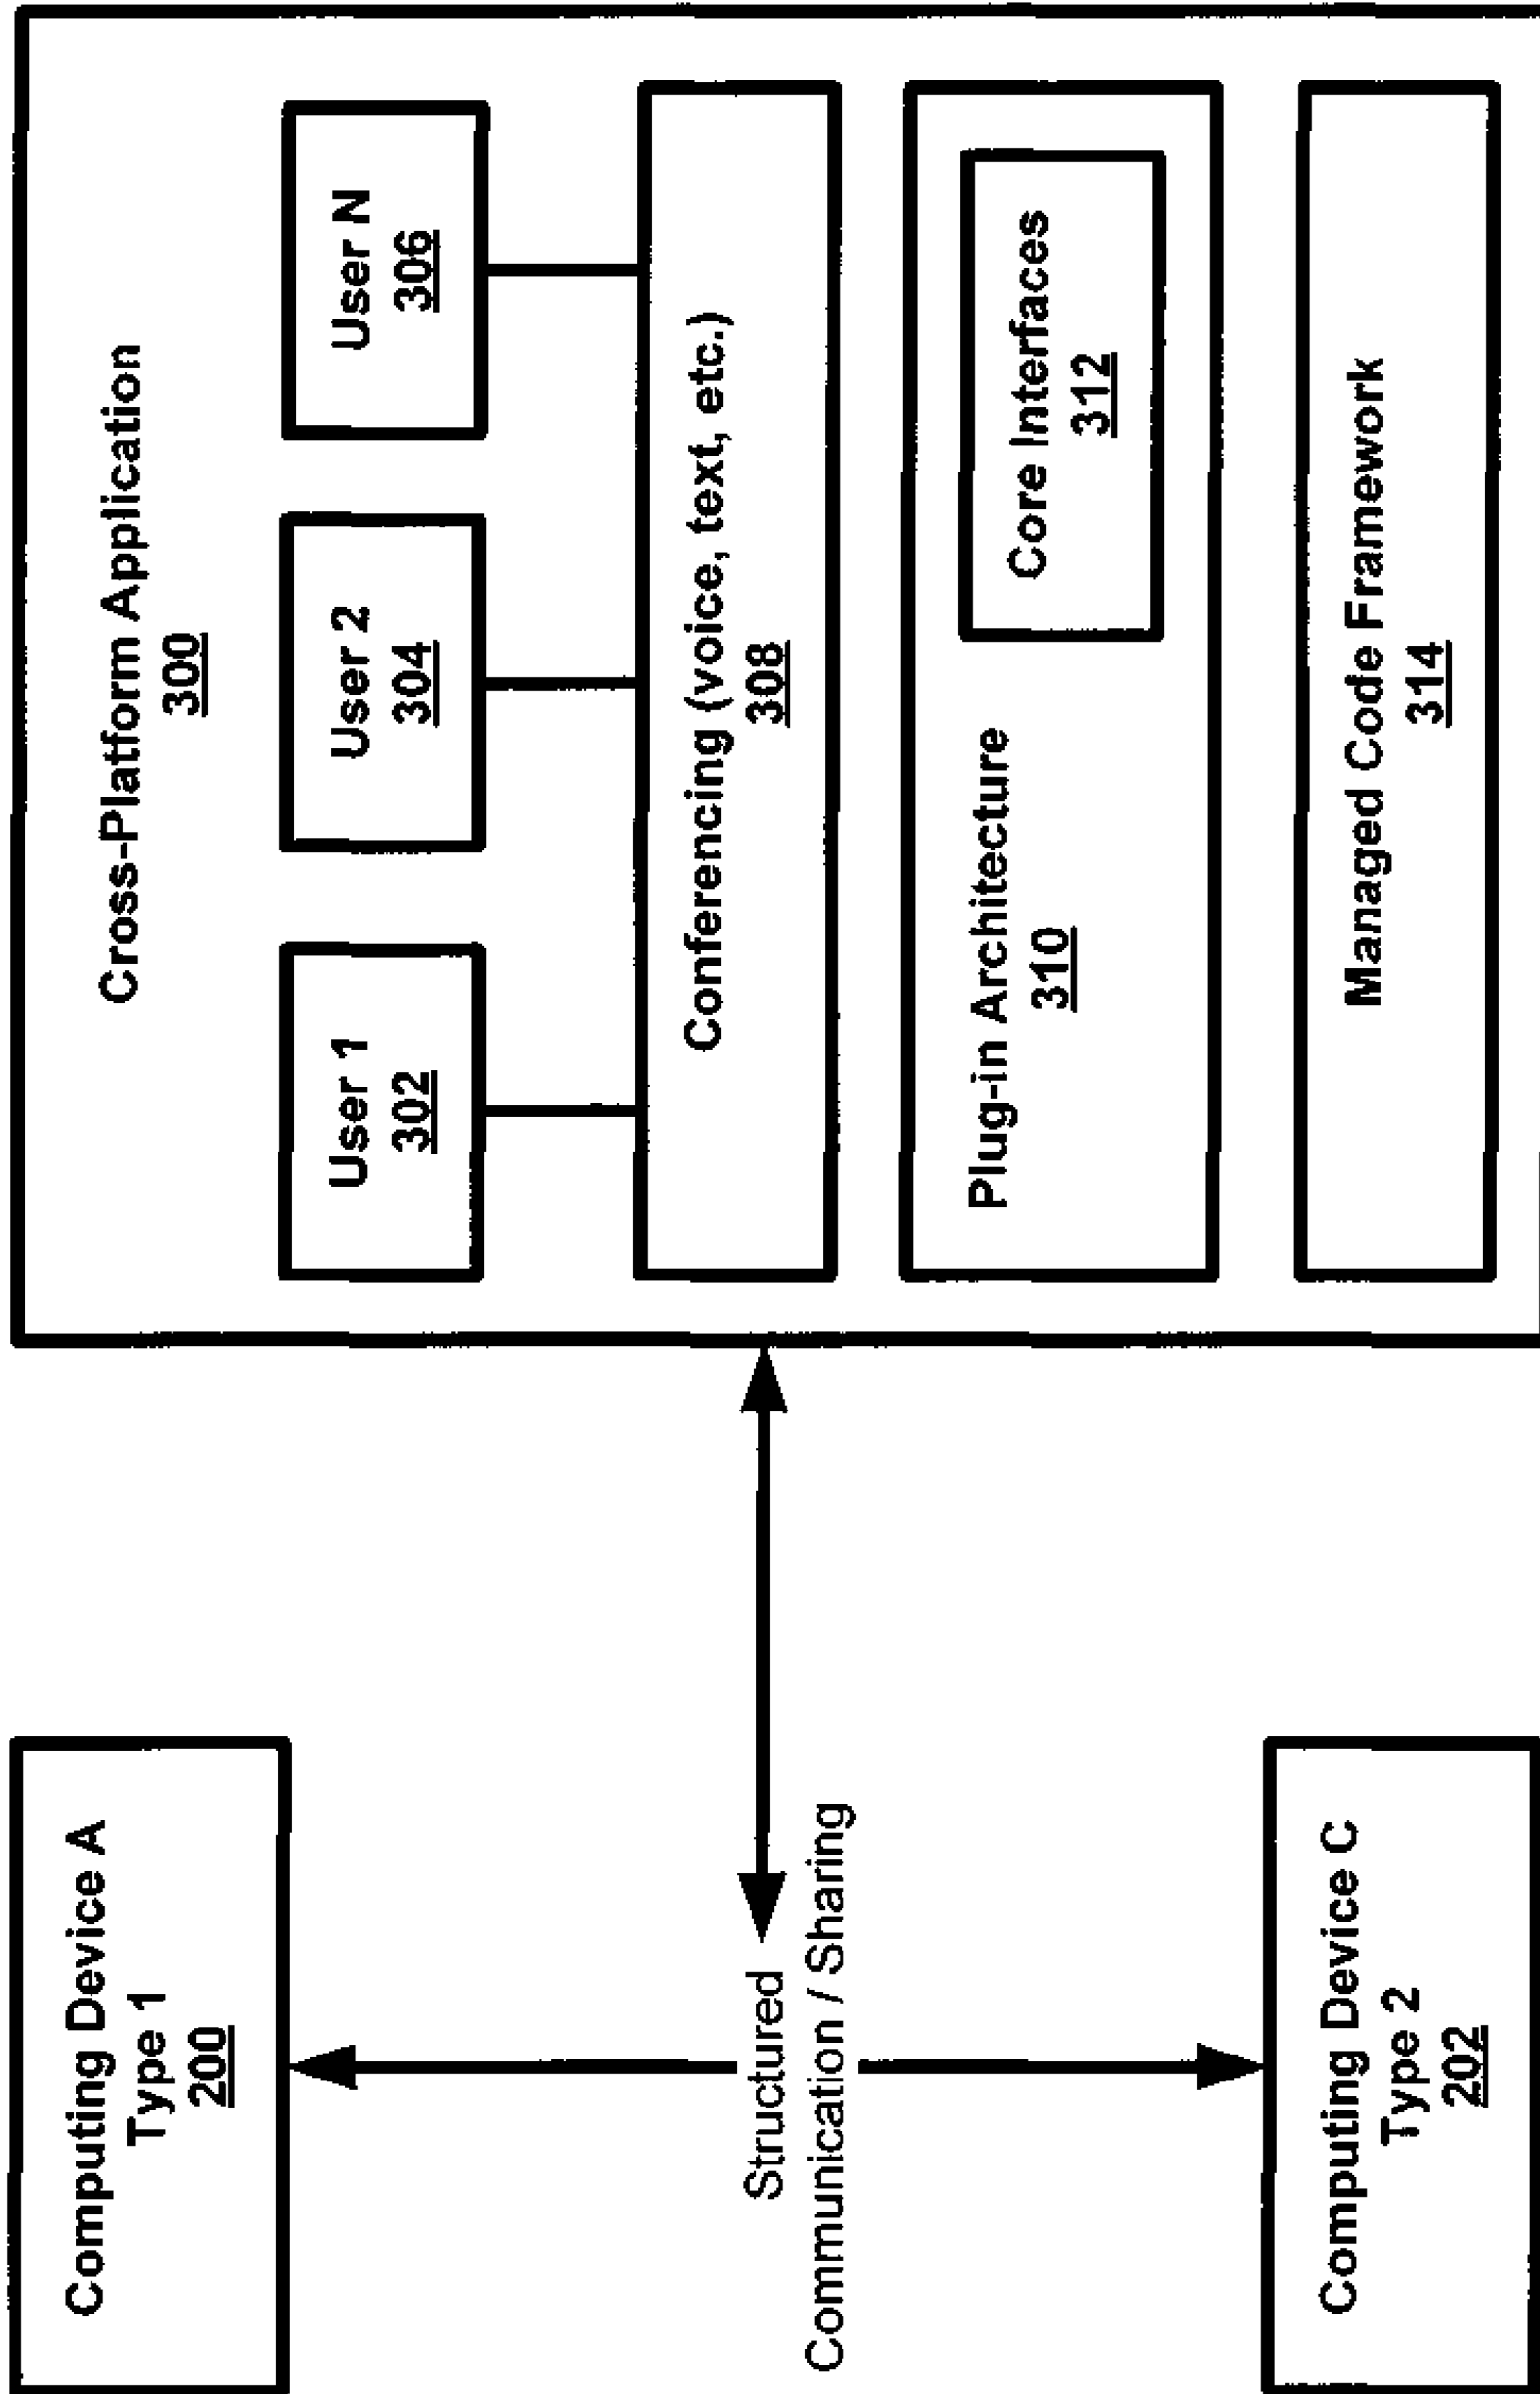 Computing Device A
Type 1
200
Structured
Communication / Sharing
Computing Device C
Type 2
202
Cross-Platform Application
300
User 1
302
User 2
304
User N
306
Conferencing (voice, text, etc.)
308
Plug-in Architecture
310
Core Interfaces
312
Managed Code Framework
314